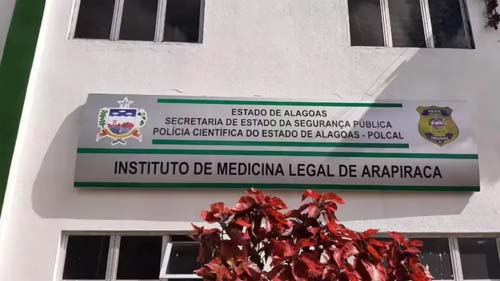 ESTADO DE ALAGOAS
SECRETARIA DE ESTADO DA SEGURANÇA PÚBLICA
POLÍCIA CIENTÍFICA DO ESTADO DE ALAGOAS - POLCAL
INSTITUTO DE MEDICINA LEGAL DE ARAPIRACA